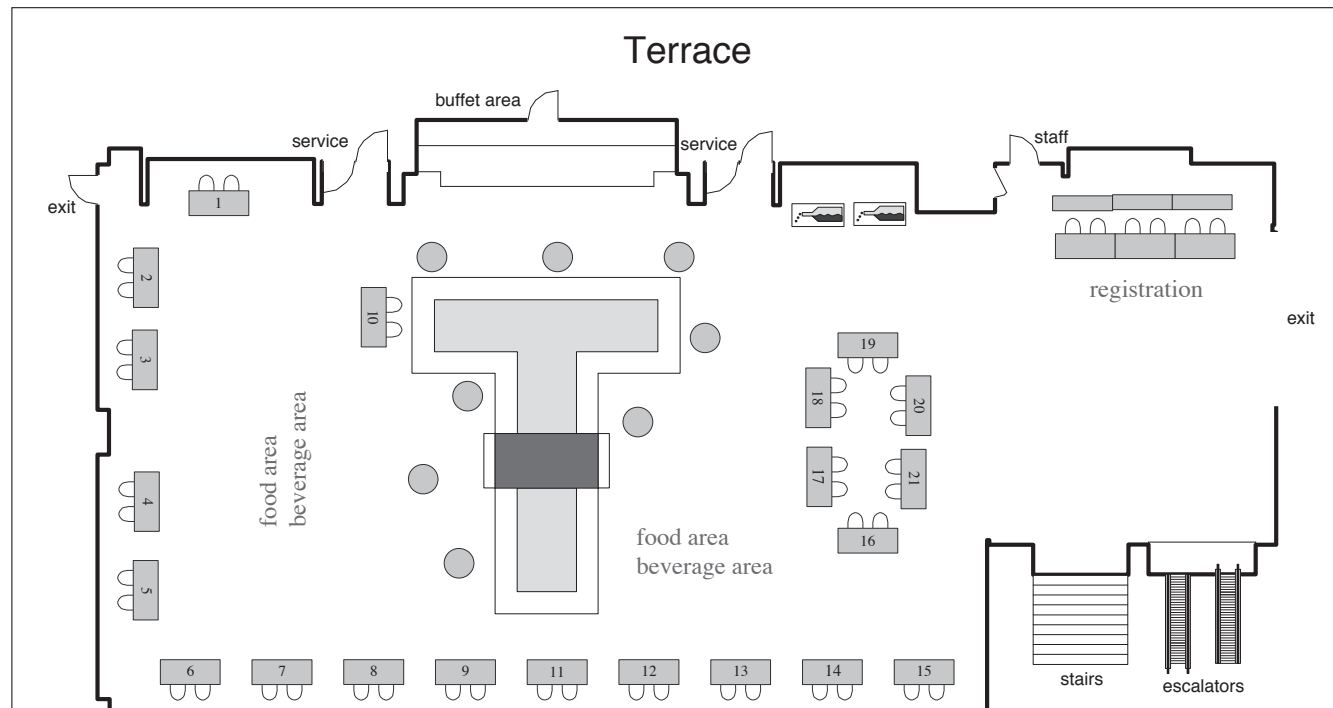 Terrace
buffet area
service
service
staff
exit
1
registration
exit
2
3
10
19
18
20
food area
beverage area
17
21
4
16
food area
beverage area
5
6
7
8
9
11
12
13
14
15
stairs
escalators